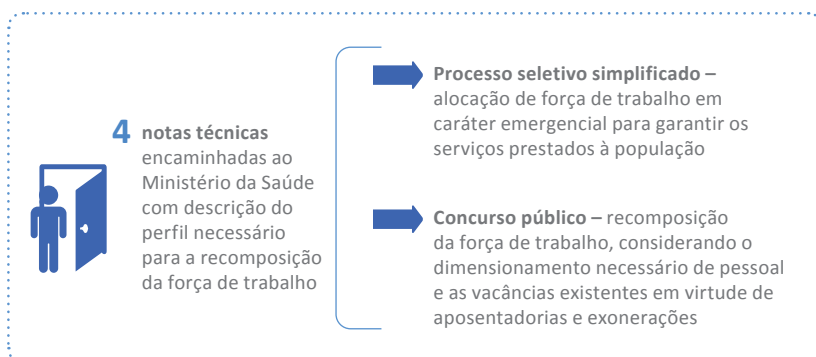 4 notas técnicas
encaminhadas ao
Ministério da Saúde
com descrição do
perfil necessário
para a recomposição
da força de trabalho
Processo seletivo simplificado –
alocação de força de trabalho em
caráter emergencial para garantir os
serviços prestados à população
Concurso público – recomposição
da força de trabalho, considerando o
dimensionamento necessário de pessoal
e as vacâncias existentes em virtude de
aposentadorias e exonerações